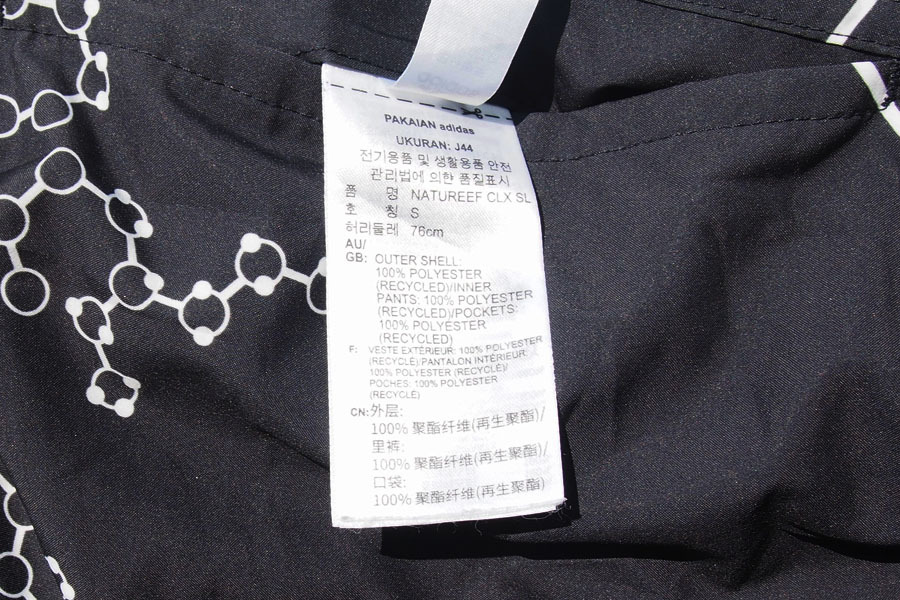 PAKAIAN adidas
UKURAN: J44
전기용품 및 생활용품 안전
관리법에 의한 품질표시
품 명 NATUREEF CLX SL
호 칭 S
허리둘레 76cm
AU/
GB: OUTER SHELL:
100% POLYESTER
(RECYCLED)/INNER
PANTS: 100% POLYESTER
(RECYCLED)/POCKETS:
100% POLYESTER
(RECYCLED)
F: VESTE EXTÉRIEUR: 100% POLYESTER
(RECYCLÉ)/PANTALON INTÉRIEUR:
100% POLYESTER (RECYCLÉ)/
POCHES: 100% POLYESTER
(RECYCLÉ)
CN: 外层:
100% 聚酯纤维(再生聚酯)/
里裤:
100% 聚酯纤维(再生聚酯)/
口袋:
100% 聚酯纤维(再生聚酯)